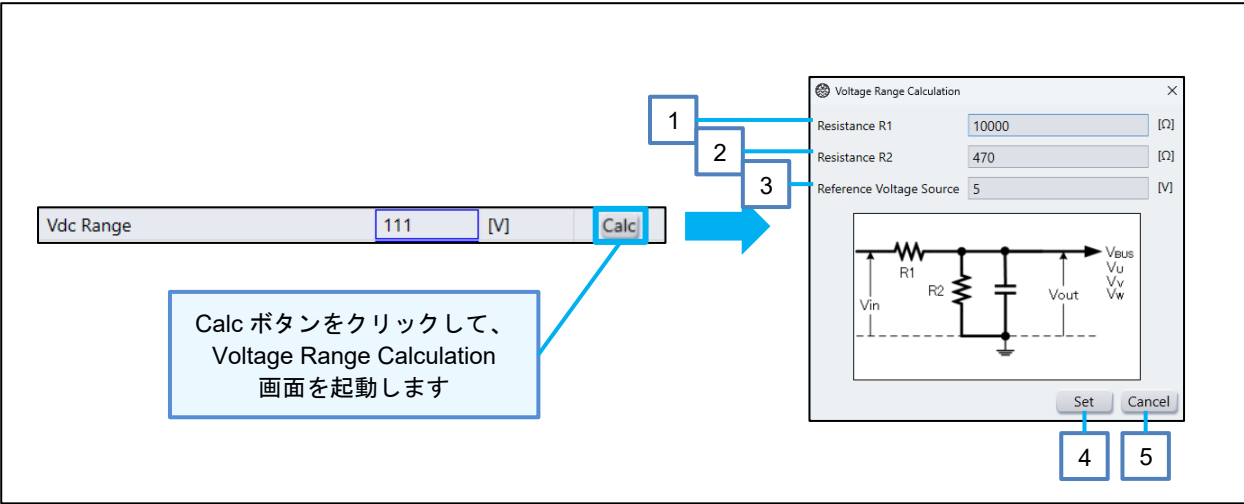 Voltage Range Calculation
1
Resistance R1 10000 [Ω]
2
Resistance R2 470 [Ω]
3
Reference Voltage Source 5 [V]
Vdc Range 111 [V] Calc
R1
R2
Vin
Vout
VBUS
VU
VV
VW
Calc ボタンをクリックして、
Voltage Range Calculation
画面を起動します
Set Cancel
4 5